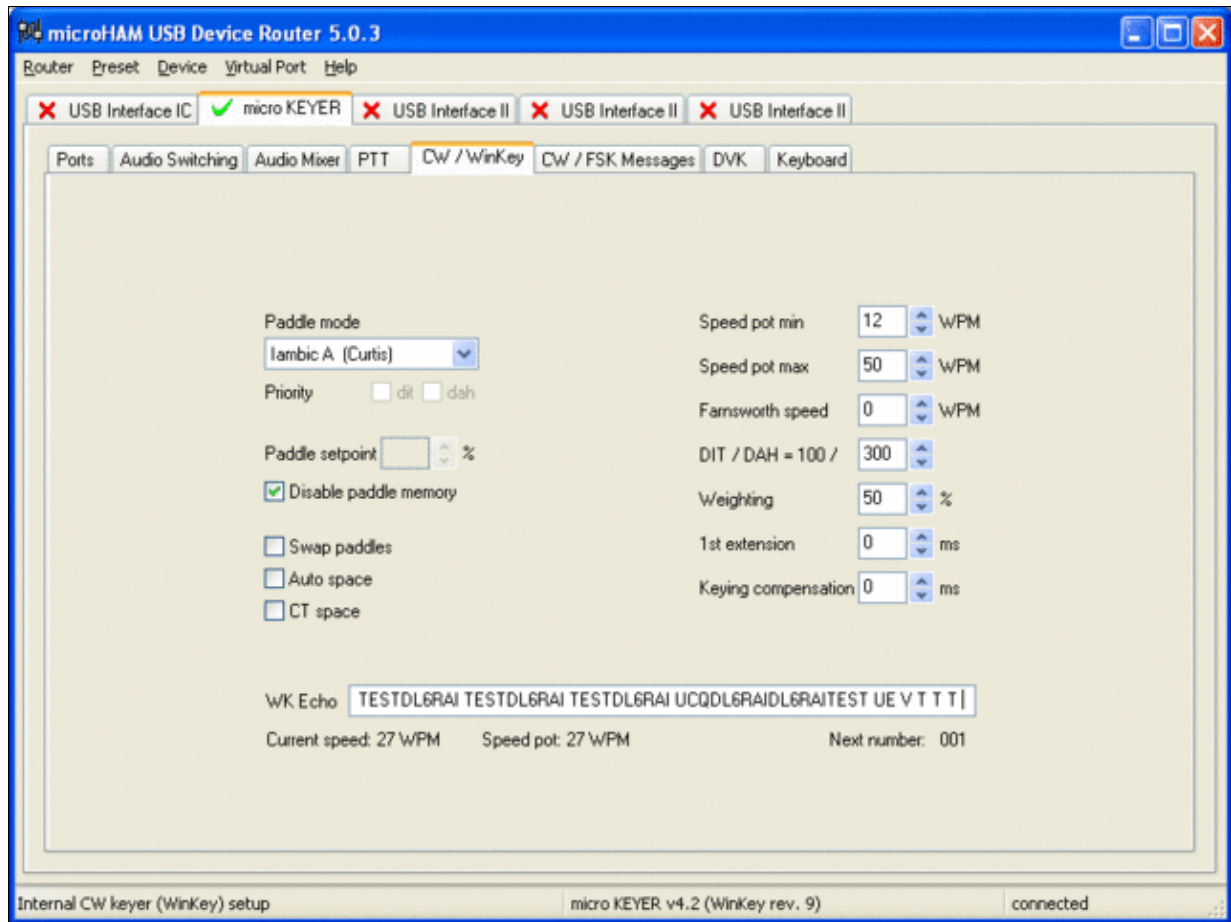 microHAM USB Device Router 5.0.3
Router Preset Device Virtual Port Help
USB Interface IC micro KEYER USB Interface II USB Interface II USB Interface II
Ports Audio Switching Audio Mixer PTT CW / WinKey CW / FSK Messages DVK Keyboard
Paddle mode
Iambic A (Curtis)
Priority dit dah
Paddle setpoint %
Disable paddle memory
Swap paddles
Auto space
CT space
Speed pot min 12 WPM
Speed pot max 50 WPM
Farnsworth speed 0 WPM
DIT / DAH = 100 / 300
Weighting 50 %
1st extension 0 ms
Keying compensation 0 ms
WK Echo TESTDL6RAI TESTDL6RAI TESTDL6RAI UCQDL6RAIDL6RAITEST UE V T T T
Current speed: 27 WPM Speed pot: 27 WPM Next number: 001
Internal CW keyer (WinKey) setup micro KEYER v4.2 (WinKey rev. 9) connected